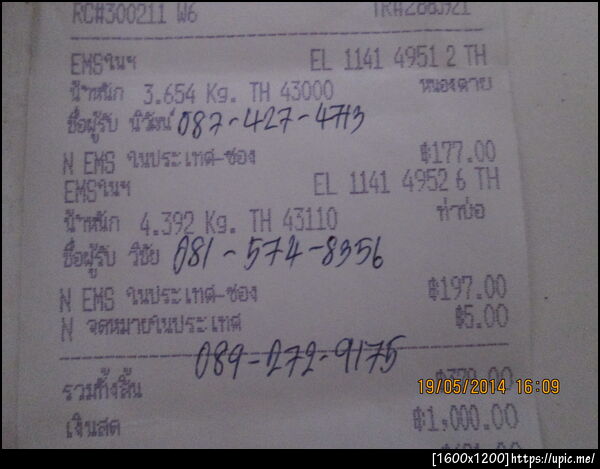 RC#300211 W6 TR#288921
EMSในฯ EL 1141 4951 2 TH
น้ำหนัก 3.654 Kg. TH 43000 หนองคาย
ชื่อผู้รับ นิวัฒน์ 087-427-4713
N EMS ในประเทศ-ซอง ฿177.00
EMSในฯ EL 1141 4952 6 TH
น้ำหนัก 4.392 Kg. TH 43110 ท่าบ่อ
ชื่อผู้รับ วิชัย 081-574-8356
N EMS ในประเทศ-ซอง ฿197.00
N จดหมายในประเทศ ฿5.00
089-272-9175
รวมทั้งสิ้น ฿379.00
19/05/2014 16:09
เงินสด ฿1,000.00
[1600x1200]https://upic.me/